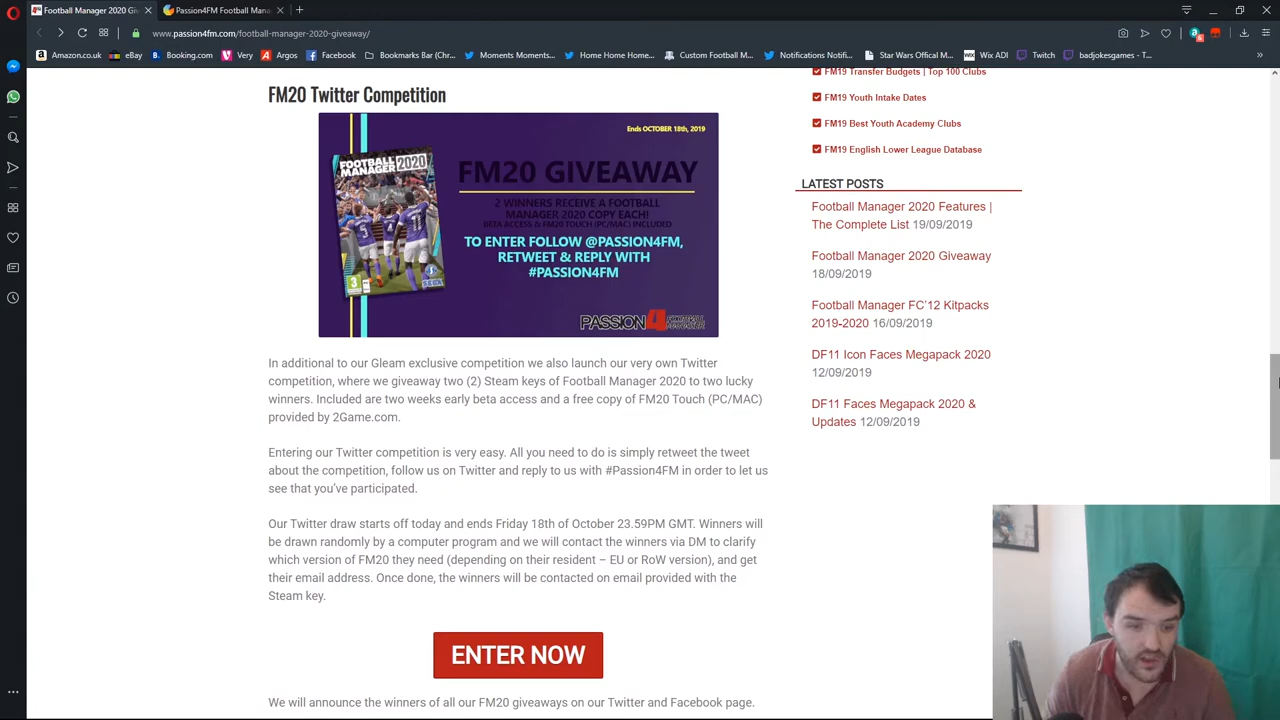 Football Manager 2020 Gi
Passion4FM Football Manager
www.passion4fm.com/football-manager-2020-giveaway/
Amazon.co.uk
eBay
Booking.com
Very
Argos
Facebook
Bookmarks Bar (Chr...
Moments Moments...
Home Home Home...
Custom Football M...
Notifications Notifi...
Star Wars Offical M...
Wix ADI
Twitch
badjokesgames - T...
»
FM20 Twitter Competition
Ends OCTOBER 18th, 2019
FOOTBALL
MANAGER 2020
FM20 GIVEAWAY
2 WINNERS RECEIVE A FOOTBALL
MANAGER 2020 COPY EACH!
BETA ACCESS & FM20 TOUCH (PC/MAC) INCLUDED
TO ENTER FOLLOW @PASSION4FM,
RETWEET & REPLY WITH
#PASSION4FM
3
SEGA
PASSION 4 FOOTBALL
MANAGER
In additional to our Gleam exclusive competition we also launch our very own Twitter
competition, where we giveaway two (2) Steam keys of Football Manager 2020 to two lucky
winners. Included are two weeks early beta access and a free copy of FM20 Touch (PC/MAC)
provided by 2Game.com.
Entering our Twitter competition is very easy. All you need to do is simply retweet the tweet
about the competition, follow us on Twitter and reply to us with #Passion4FM in order to let us
see that you've participated.
Our Twitter draw starts off today and ends Friday 18th of October 23.59PM GMT. Winners will
be drawn randomly by a computer program and we will contact the winners via DM to clarify
which version of FM20 they need (depending on their resident – EU or RoW version), and get
their email address. Once done, the winners will be contacted on email provided with the
Steam key.
ENTER NOW
We will announce the winners of all our FM20 giveaways on our Twitter and Facebook page.
FM19 Transfer Budgets | Top 100 Clubs
FM19 Youth Intake Dates
FM19 Best Youth Academy Clubs
FM19 English Lower League Database
LATEST POSTS
Football Manager 2020 Features |
The Complete List 19/09/2019
Football Manager 2020 Giveaway
18/09/2019
Football Manager FC'12 Kitpacks
2019-2020 16/09/2019
DF11 Icon Faces Megapack 2020
12/09/2019
DF11 Faces Megapack 2020 &
Updates 12/09/2019